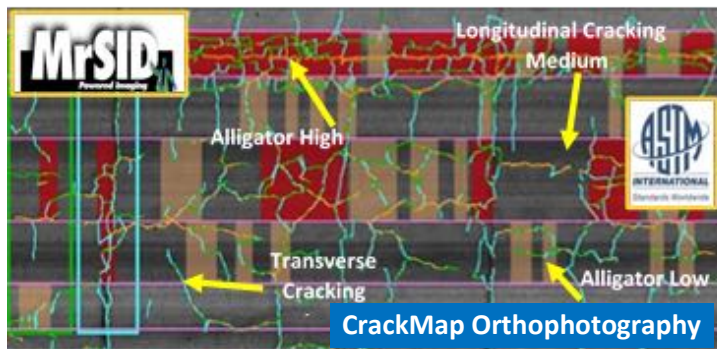 MrSID
Powered Imaging
Longitudinal Cracking
Medium
Alligator High
ASTM
INTERNATIONAL
Standards Worldwide
Transverse
Cracking
Alligator Low
CrackMap Orthophotography